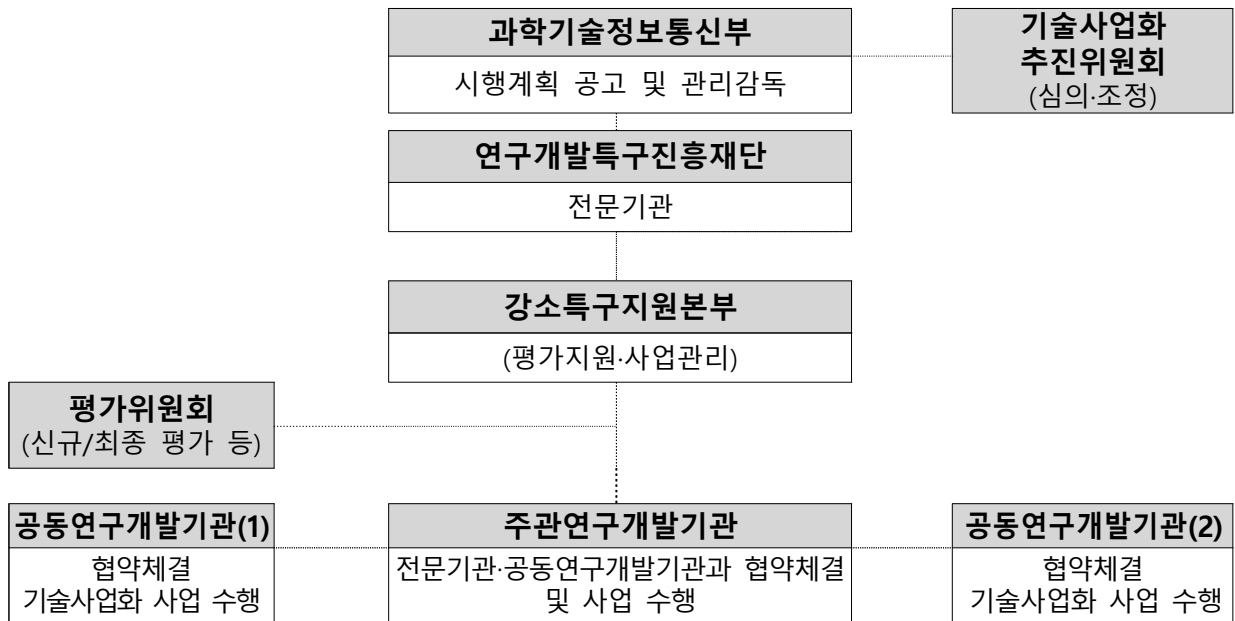 과학기술정보통신부
시행계획 공고 및 관리감독
기술사업화
추진위원회
(심의·조정)
연구개발특구진흥재단
전문기관
강소특구지원본부
(평가지원·사업관리)
평가위원회
(신규/최종 평가 등)
공동연구개발기관(1)
협약체결
기술사업화 사업 수행
주관연구개발기관
전문기관·공동연구개발기관과 협약체결
및 사업 수행
공동연구개발기관(2)
협약체결
기술사업화 사업 수행